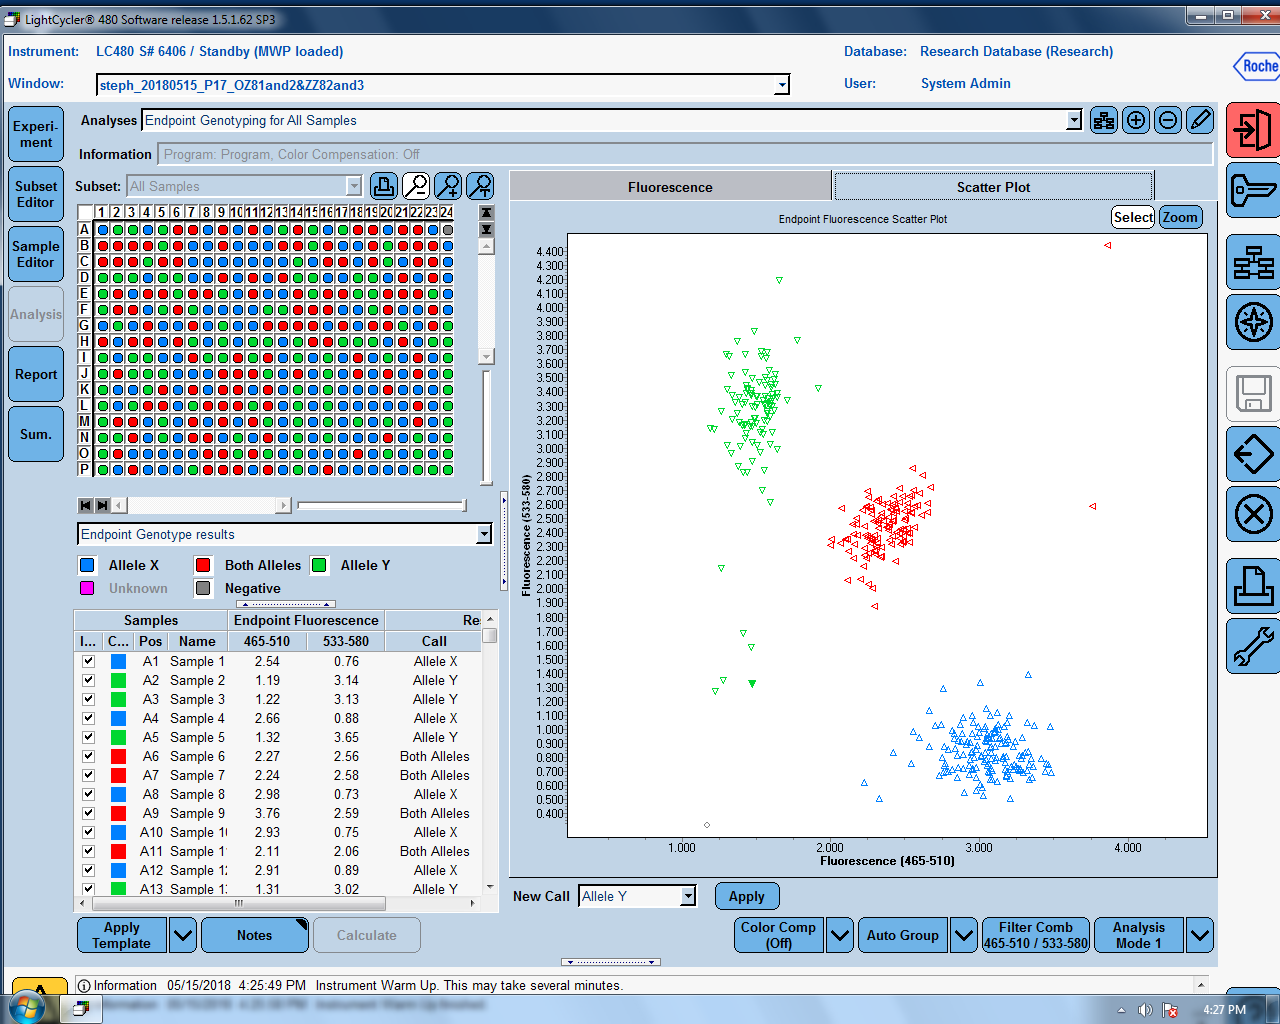 LightCycler® 480 Software release 1.5.1.62 SP3
Instrument: LC480 S# 6406 / Standby (MWP loaded)
Database: Research Database (Research)
Window: steph_20180515_P17_OZ81and2&ZZ82and3
User: System Admin
Roche
Analyses Endpoint Genotyping for All Samples
Information Program: Program, Color Compensation: Off
Experi-
ment
Subset
Editor
Sample
Editor
Analysis
Report
Sum.
Subset: All Samples
1 2 3 4 5 6 7 8 9 10 11 12 13 14 15 16 17 18 19 20 21 22 23 24
A
B
C
D
E
F
G
H
I
J
K
L
M
N
O
P
Endpoint Genotype results
Allele X Both Alleles Allele Y
Unknown Negative
Samples Endpoint Fluorescence Re
I... C... Pos Name 465-510 533-580 Call
A1 Sample 1 2.54 0.76 Allele X
A2 Sample 2 1.19 3.14 Allele Y
A3 Sample 3 1.22 3.13 Allele Y
A4 Sample 4 2.66 0.88 Allele X
A5 Sample 5 1.32 3.65 Allele Y
A6 Sample 6 2.27 2.56 Both Alleles
A7 Sample 7 2.24 2.58 Both Alleles
A8 Sample 8 2.98 0.73 Allele X
A9 Sample 9 3.76 2.59 Both Alleles
A10 Sample 10 2.93 0.75 Allele X
A11 Sample 1 2.11 2.06 Both Alleles
A12 Sample 12 2.91 0.89 Allele X
A13 Sample 13 1.31 3.02 Allele Y
Apply
Template
Notes
Calculate
Fluorescence
Scatter Plot
Endpoint Fluorescence Scatter Plot
Select Zoom
Fluorescence (533-580)
4.400
4.300
4.200
4.100
4.000
3.900
3.800
3.700
3.600
3.500
3.400
3.300
3.200
3.100
3.000
2.900
2.800
2.700
2.600
2.500
2.400
2.300
2.200
2.100
2.000
1.900
1.800
1.700
1.600
1.500
1.400
1.300
1.200
1.100
1.000
0.900
0.800
0.700
0.600
0.500
0.400
1.000 2.000 3.000 4.000
Fluorescence (465-510)
New Call Allele Y Apply
Color Comp
(Off)
Auto Group
Filter Comb
465-510 / 533-580
Analysis
Mode 1
Information 05/15/2018 4:25:49 PM Instrument Warm Up. This may take several minutes.
4:27 PM